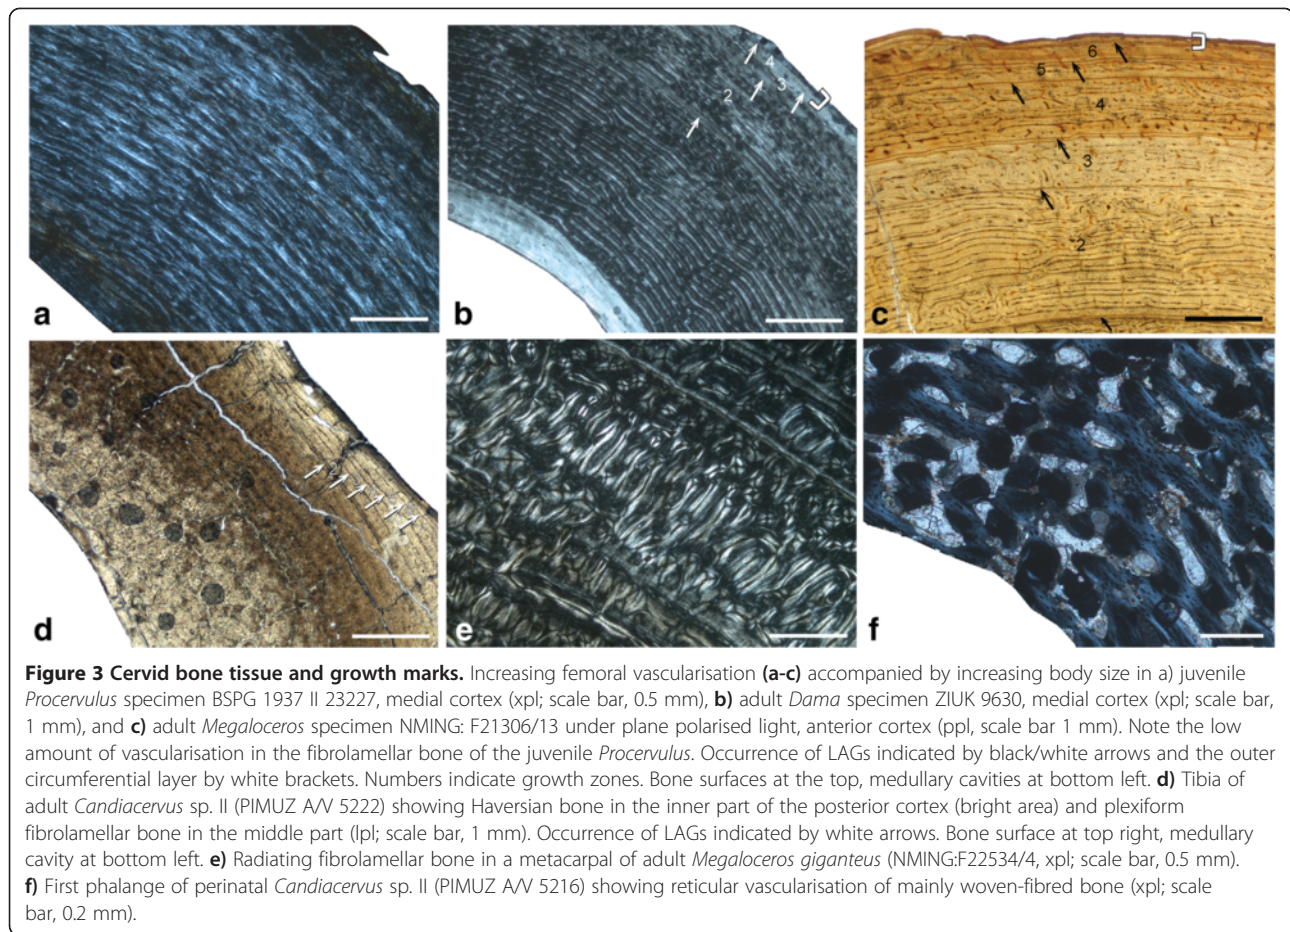 4
3
2
6
5
4
3
2
a
b
c
d
e
f
Figure 3 Cervid bone tissue and growth marks. Increasing femoral vascularisation (a-c) accompanied by increasing body size in a) juvenile
Procervulus specimen BSPG 1937 II 23227, medial cortex (xpl; scale bar, 0.5 mm), b) adult Dama specimen ZIUK 9630, medial cortex (xpl; scale bar,
1 mm), and c) adult Megaloceros specimen NMING: F21306/13 under plane polarised light, anterior cortex (ppl, scale bar 1 mm). Note the low
amount of vascularisation in the fibrolamellar bone of the juvenile Procervulus. Occurrence of LAGs indicated by black/white arrows and the outer
circumferential layer by white brackets. Numbers indicate growth zones. Bone surfaces at the top, medullary cavities at bottom left. d) Tibia of
adult Candiacervus sp. II (PIMUZ A/V 5222) showing Haversian bone in the inner part of the posterior cortex (bright area) and plexiform
fibrolamellar bone in the middle part (lpl; scale bar, 1 mm). Occurrence of LAGs indicated by white arrows. Bone surface at top right, medullary
cavity at bottom left. e) Radiating fibrolamellar bone in a metacarpal of adult Megaloceros giganteus (NMING:F22534/4, xpl; scale bar, 0.5 mm).
f) First phalange of perinatal Candiacervus sp. II (PIMUZ A/V 5216) showing reticular vascularisation of mainly woven-fibred bone (xpl; scale
bar, 0.2 mm).